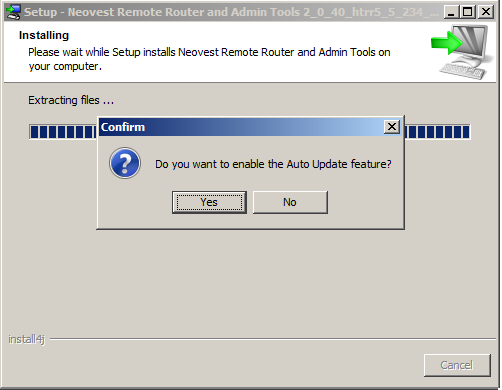 Setup - Neovest Remote Router and Admin Tools 2_0_40_htrr5_5_234_...
Installing
Please wait while Setup installs Neovest Remote Router and Admin Tools on
your computer.
Extracting files ...
Confirm
Do you want to enable the Auto Update feature?
Yes No
install4j
Cancel